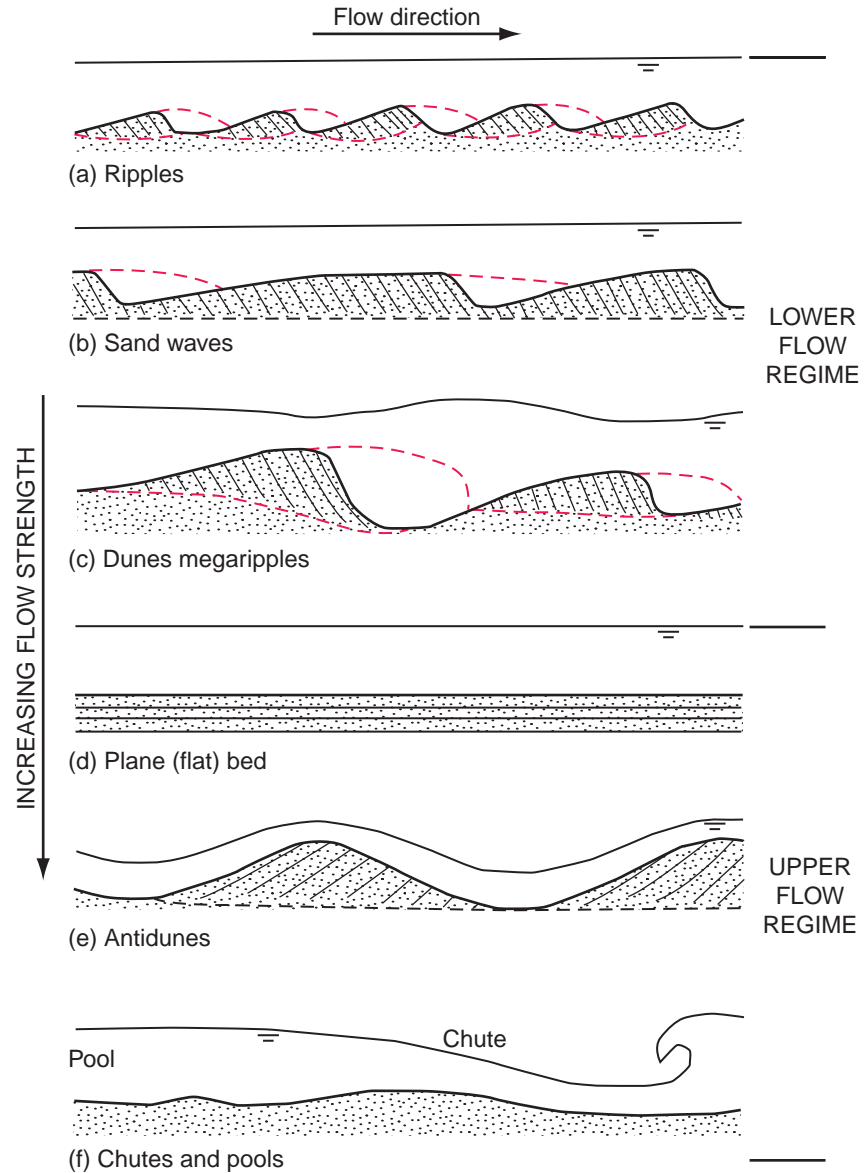 Flow direction
(a) Ripples
(b) Sand waves
LOWER
FLOW
REGIME
(c) Dunes megaripples
INCREASING FLOW STRENGTH
(d) Plane (flat) bed
(e) Antidunes
UPPER
FLOW
REGIME
Chute
Pool
(f) Chutes and pools